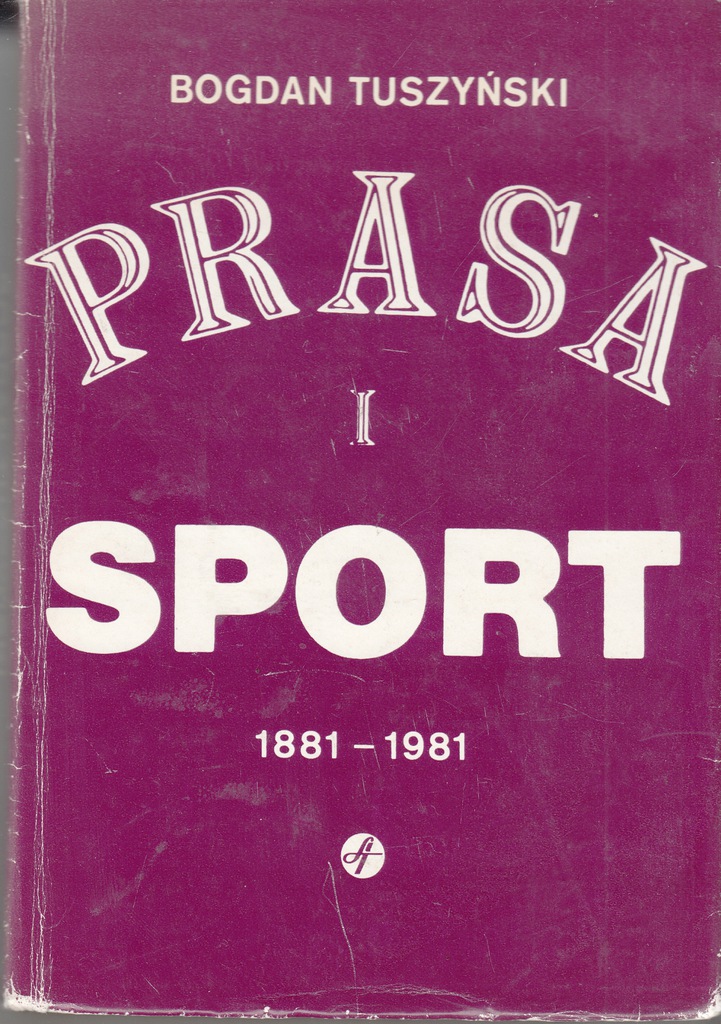 BOGDAN TUSZYŃSKI
PRASA
I
SPORT
1881 – 1981